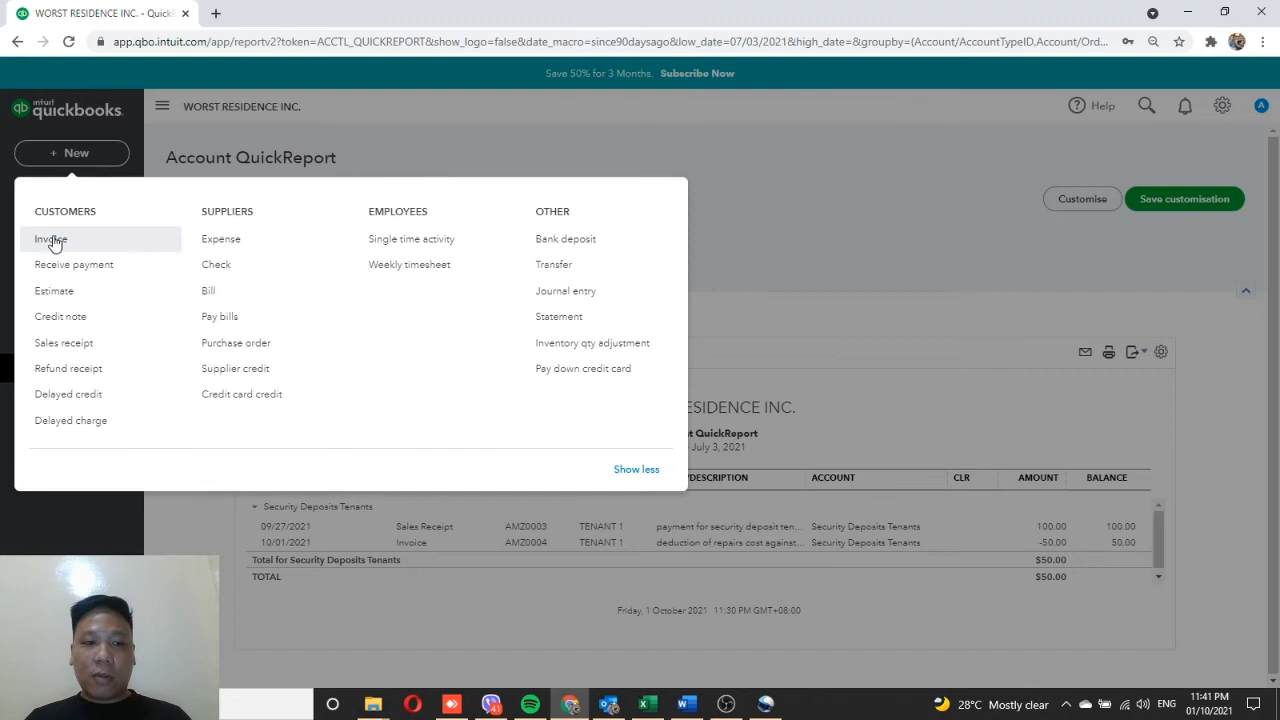 WORST RESIDENCE INC. - Quick
app.qbo.intuit.com/app/reportv2?token=ACCTL_QUICKREPORT&show_logo=false&date_macro=since90daysago&low_date=07/03/2021&high_date=&groupby=(Account/AccountTypeID,Account/Ord...
Save 50% for 3 Months. Subscribe Now
intuit
quickbooks.
WORST RESIDENCE INC.
Help
A
+ New
Account QuickReport
Customise
Save customisation
CUSTOMERS
Invoice
Receive payment
Estimate
Credit note
Sales receipt
Refund receipt
Delayed credit
Delayed charge
SUPPLIERS
Expense
Check
Bill
Pay bills
Purchase order
Supplier credit
Credit card credit
EMPLOYEES
Single time activity
Weekly timesheet
OTHER
Bank deposit
Transfer
Journal entry
Statement
Inventory qty adjustment
Pay down credit card
Show less
ESIDENCE INC.
t QuickReport
July 3, 2021
/DESCRIPTION ACCOUNT CLR AMOUNT BALANCE
Security Deposits Tenants
09/27/2021 Sales Receipt AMZ0003 TENANT 1 payment for security deposit ten... Security Deposits Tenants 100.00 100.00
10/01/2021 Invoice AMZ0004 TENANT 1 deduction of repairs cost against... Security Deposits Tenants -50.00 50.00
Total for Security Deposits Tenants $50.00
TOTAL $50.00
Friday, 1 October 2021 11:30 PM GMT+08:00
41
28°C Mostly clear
ENG
11:41 PM
01/10/2021